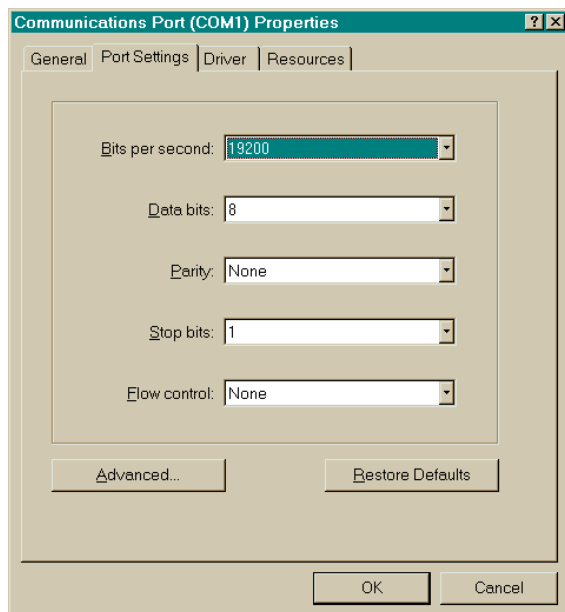 Communications Port (COM1) Properties
General Port Settings Driver Resources
Bits per second: 19200
Data bits: 8
Parity: None
Stop bits: 1
Flow control: None
Advanced... Restore Defaults
OK Cancel